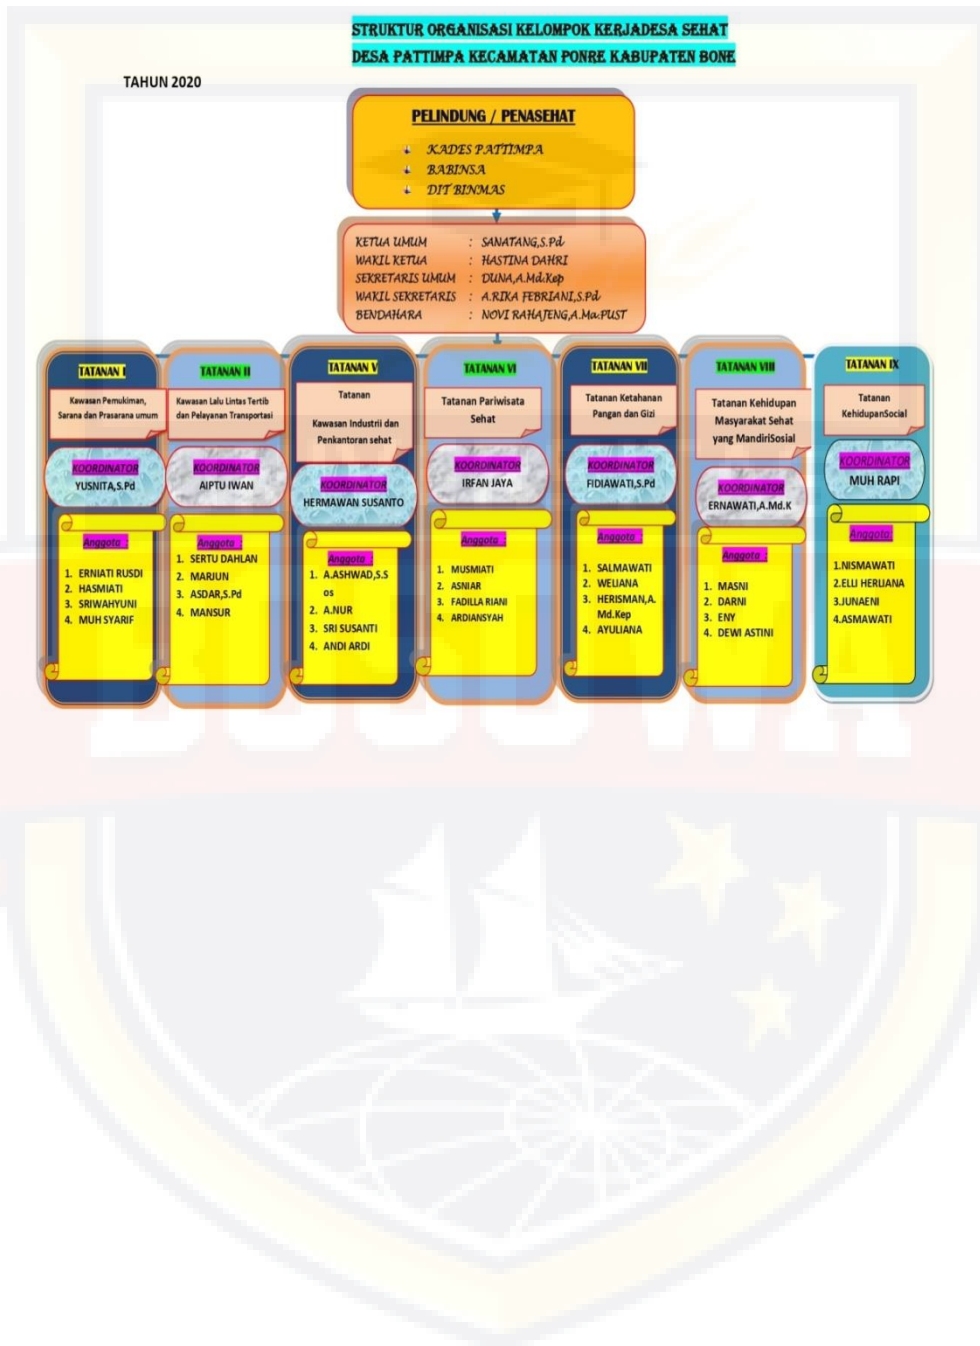 STRUKTUR ORGANISASI KELOMPOK KERJADESA SEHAT
DESA PATTIMPA KECAMATAN PONRE KABUPATEN BONE
TAHUN 2020
PELINDUNG / PENASEHAT
KADES PATTIMPA
BABINSA
DIT BINMAS
KETUA UMUM : SANATANG,S.Pd
WAKIL KETUA : HASTINA DAHRI
SEKRETARIS UMUM : DUNA,A.Md.Kep
WAKIL SEKRETARIS : A.RIKA FEBRIANI,S.Pd
BENDAHARA : NOVI RAHAJENG,A.Ma.PUST
TATANAN I
Kawasan Pemukiman,
Sarana dan Prasarana umum
KOORDINATOR
YUSNITA,S.Pd
Anggota :
1. ERNIATI RUSDI
2. HASMIATI
3. SRIWAHYUNI
4. MUH SYARIF
TATANAN II
Kawasan Lalu Lintas Tertib
dan Pelayanan Transportasi
KOORDINATOR
AIPTU IWAN
Anggota :
1. SERTU DAHLAN
2. MARJUN
3. ASDAR,S.Pd
4. MANSUR
TATANAN V
Tatanan
Kawasan Industrii dan
Penkantoran sehat
KOORDINATOR
HERMAWAN SUSANTO
Anggota :
1. A.ASHWAD,S.S
os
2. A.NUR
3. SRI SUSANTI
4. ANDI ARDI
TATANAN VI
Tatanan Pariwisata
Sehat
KOORDINATOR
IRFAN JAYA
Anggota :
1. MUSMIATI
2. ASNIAR
3. FADILLA RIANI
4. ARDIANSYAH
TATANAN VII
Tatanan Ketahanan
Pangan dan Gizi
KOORDINATOR
FIDIAWATI,S.Pd
Anggota :
1. SALMAWATI
2. WELIANA
3. HERISMAN,A.
Md.Kep
4. AYULIANA
TATANAN VIII
Tatanan Kehidupan
Masyarakat Sehat
yang MandiriSosial
KOORDINATOR
ERNAWATI,A.Md.K
Anggota :
1. MASNI
2. DARNI
3. ENY
4. DEWI ASTINI
TATANAN IX
Tatanan
KehidupanSocial
KOORDINATOR
MUH RAPI
Anggota:
1.NISMAWATI
2.ELLI HERLIANA
3.JUNAENI
4.ASMAWATI